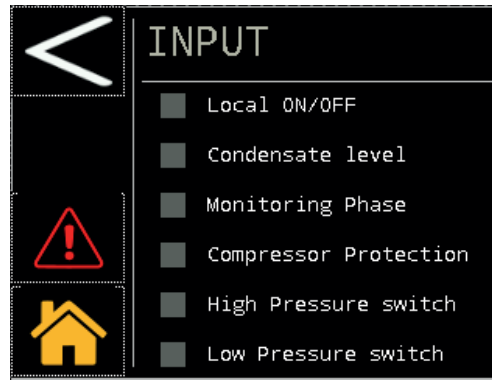 INPUT
Local ON/OFF
Condensate level
Monitoring Phase
Compressor Protection
High Pressure switch
Low Pressure switch